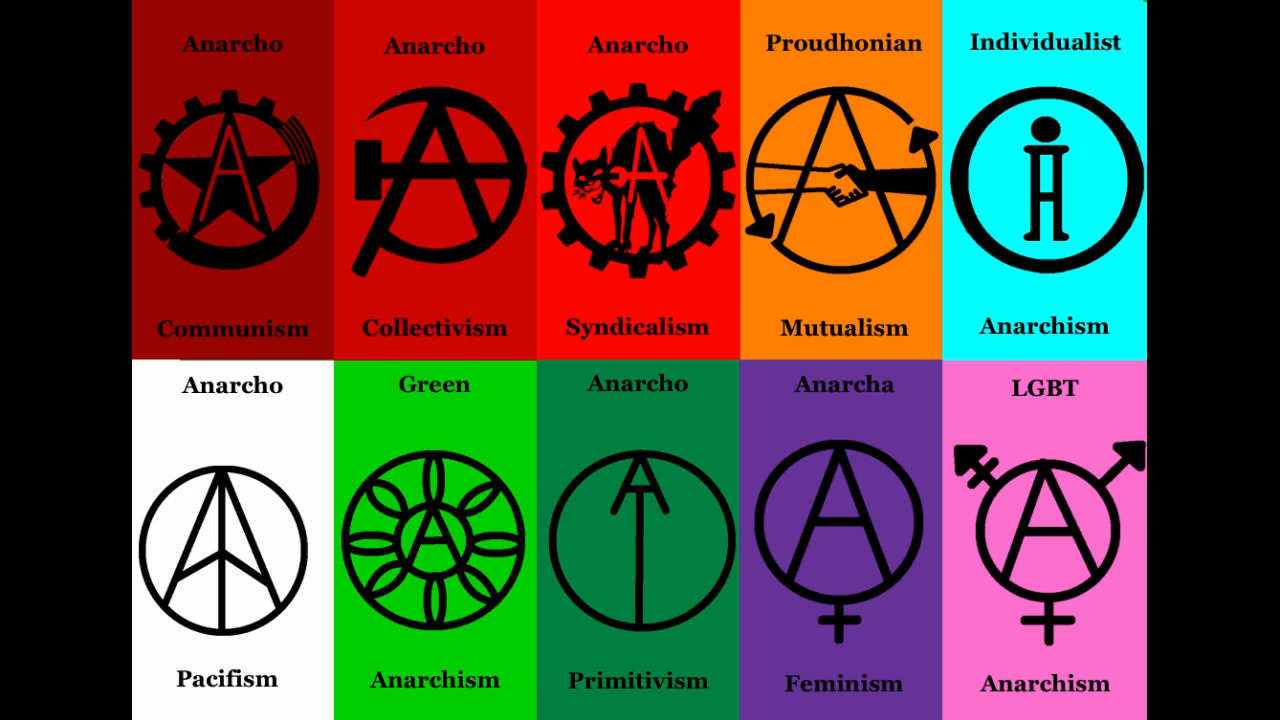 Anarcho
Communism
Anarcho
Collectivism
Anarcho
Syndicalism
Proudhonian
Mutualism
Individualist
Anarchism
Anarcho
Pacifism
Green
Anarchism
Anarcho
Primitivism
Anarcha
Feminism
LGBT
Anarchism